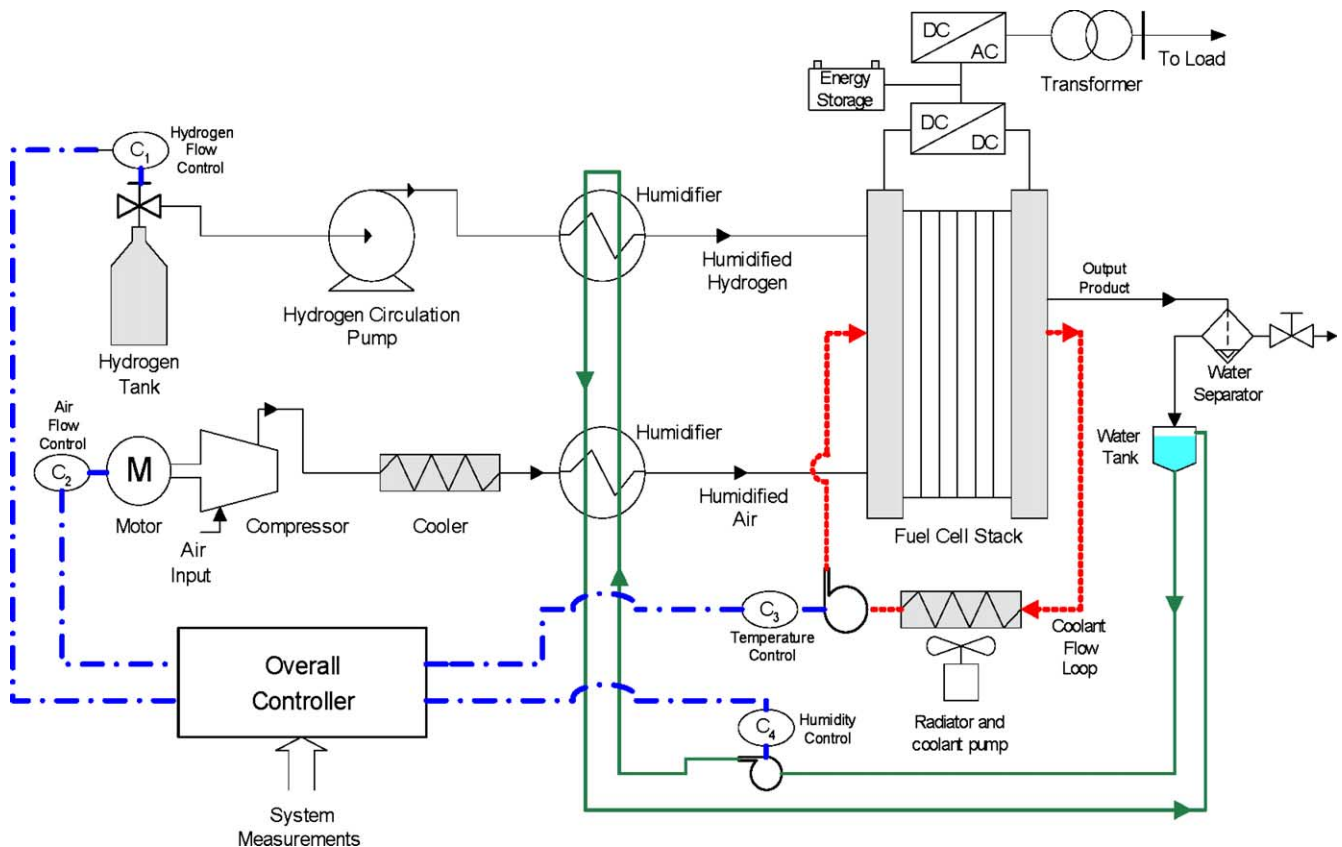 DC
AC
To Load
Transformer
Energy
Storage
DC
DC
Hydrogen
Flow
Control
C1
Humidifier
Humidified
Hydrogen
Hydrogen Circulation
Pump
Hydrogen
Tank
Output
Product
Water
Separator
Air
Flow
Control
C2
M
Motor
Compressor
Air
Input
Cooler
Humidifier
Humidified
Air
Water
Tank
Fuel Cell Stack
C3
Temperature
Control
Coolant
Flow
Loop
Overall
Controller
C4
Humidity
Control
Radiator and
coolant pump
System
Measurements